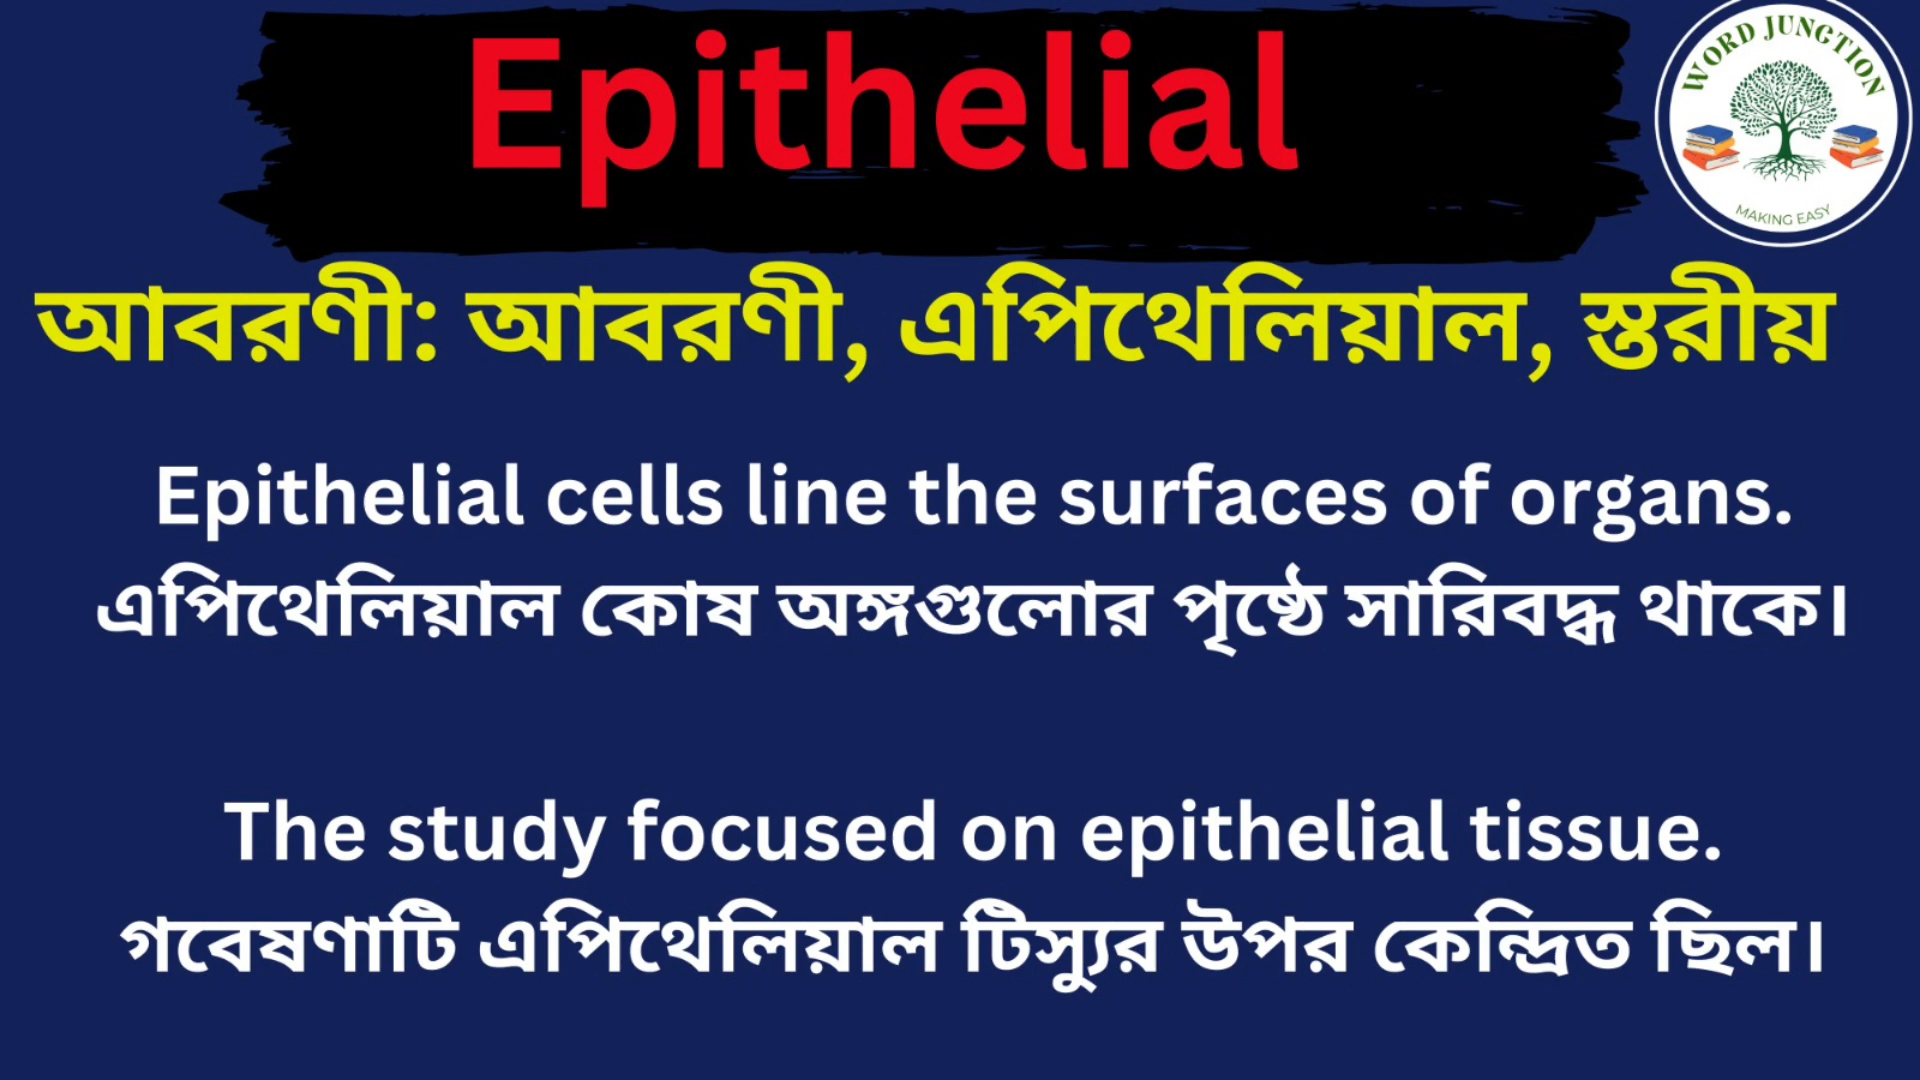 Epithelial
WORD JUNCTION
MAKING EASY
আবরণী: আবরণী, এপিথেলিয়াল, স্তরীয়
Epithelial cells line the surfaces of organs.
এপিথেলিয়াল কোষ অঙ্গগুলোর পৃষ্ঠে সারিবদ্ধ থাকে।
The study focused on epithelial tissue.
গবেষণাটি এপিথেলিয়াল টিস্যুর উপর কেন্দ্রিত ছিল।